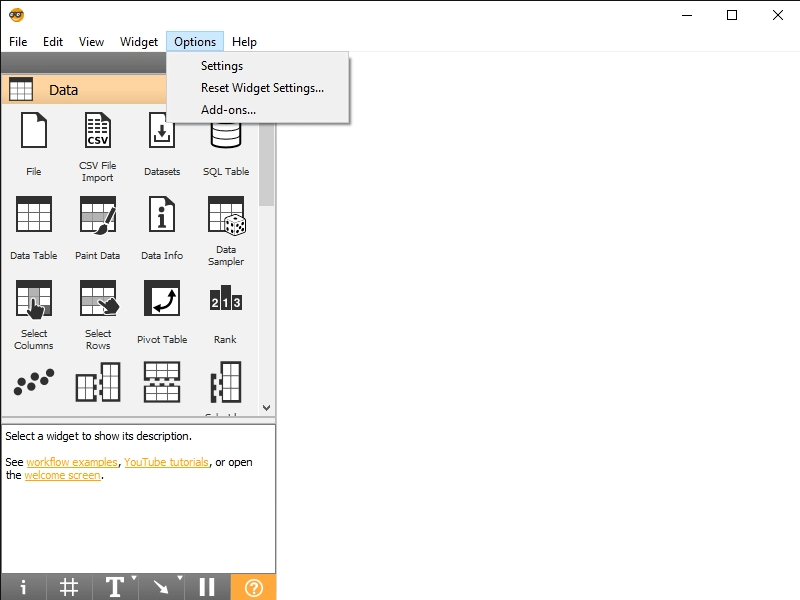 File Edit View Widget Options Help
Settings
Reset Widget Settings...
Add-ons...
Data
CSV
File
CSV File
Import
Datasets
SQL Table
Data Table
Paint Data
Data Info
Data
Sampler
2 1 3
Select
Columns
Select
Rows
Pivot Table
Rank
Select a widget to show its description.
See workflow examples, YouTube tutorials, or open
the welcome screen.
i # T ?